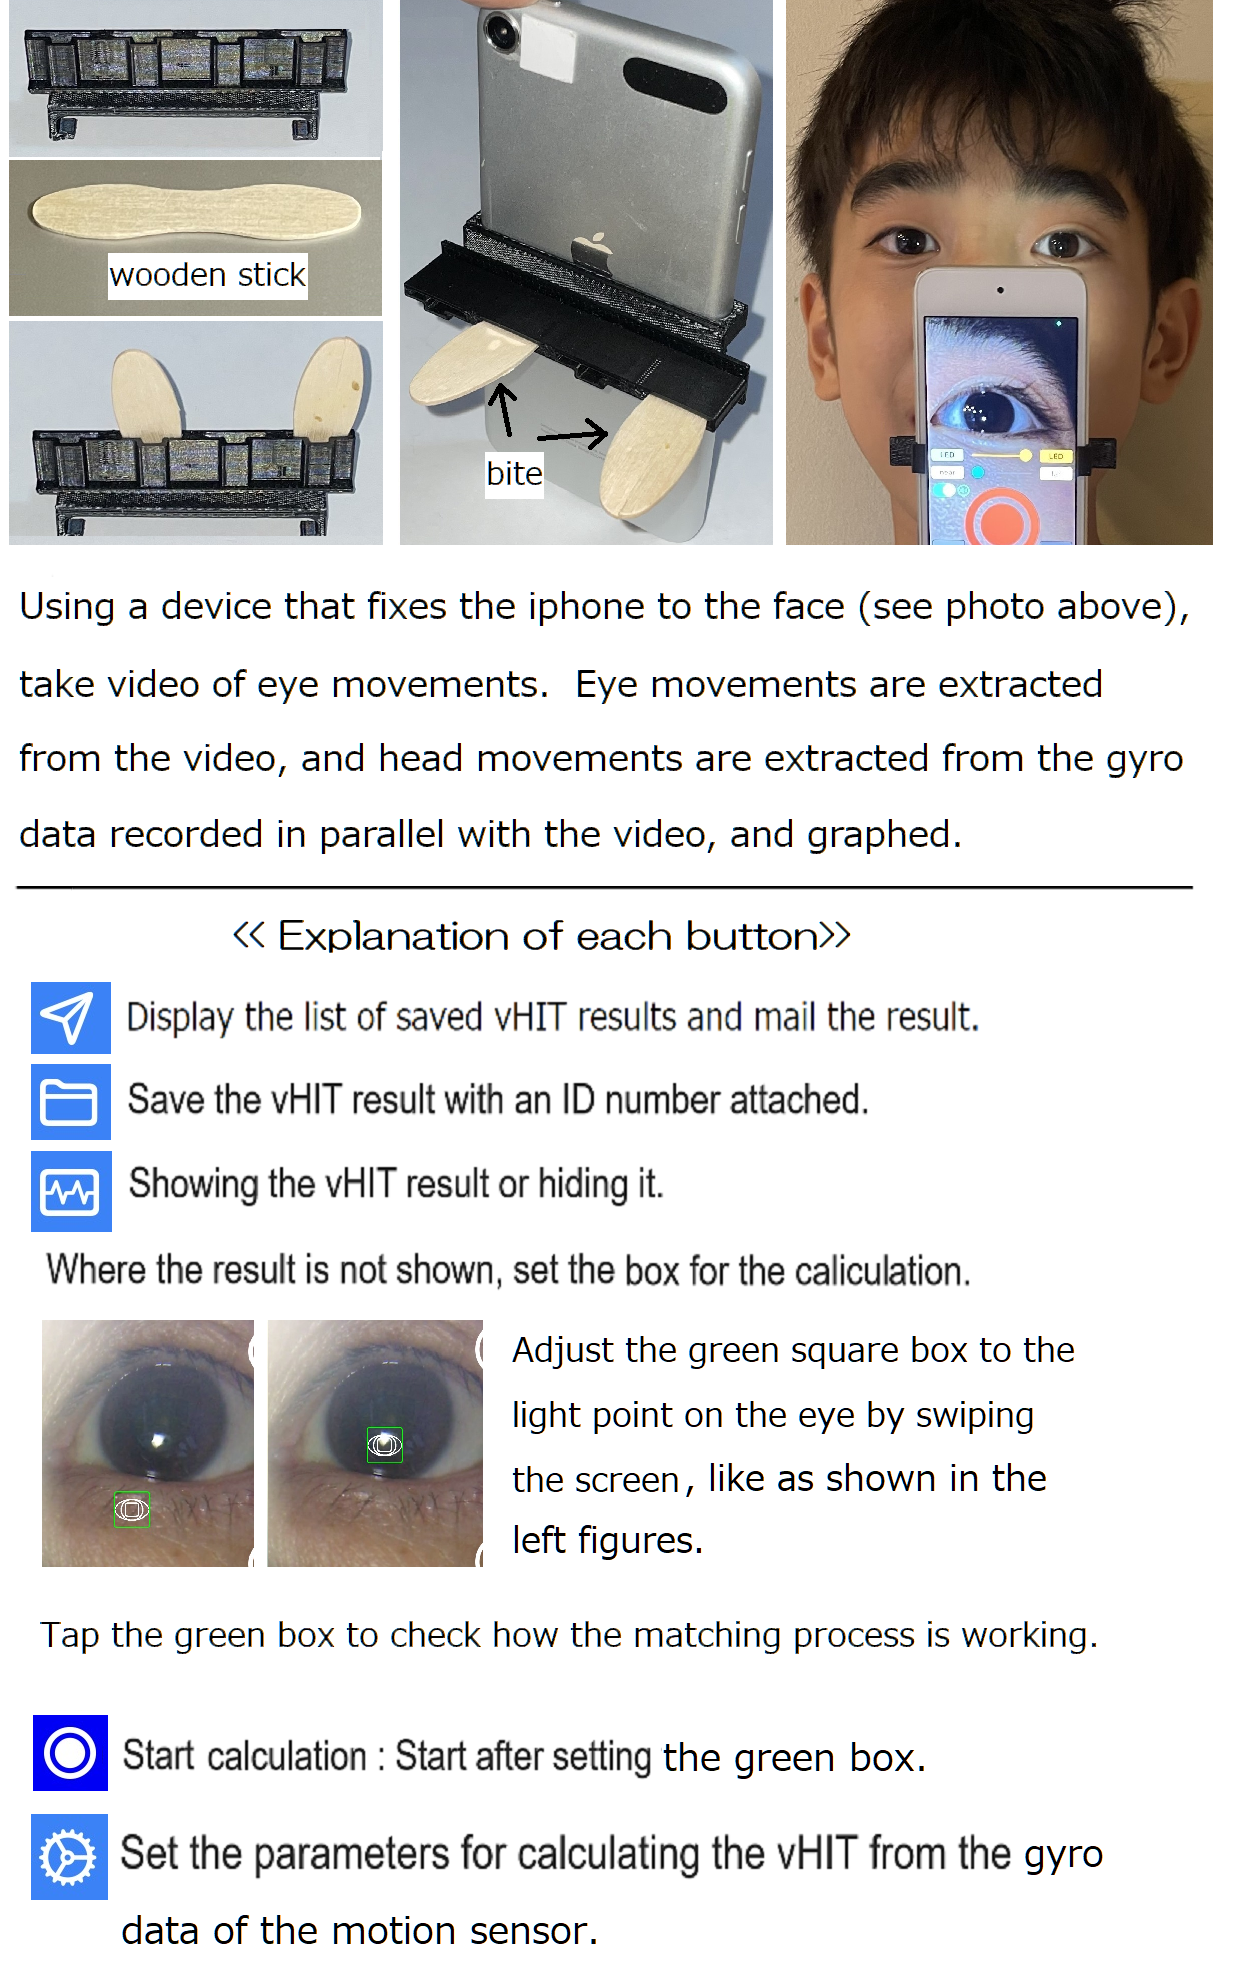 wooden stick
bite
LED
LED
near
Using a device that fixes the iphone to the face (see photo above),
take video of eye movements.  Eye movements are extracted
from the video, and head movements are extracted from the gyro
data recorded in parallel with the video, and graphed.
<< Explanation of each button>>
Display the list of saved vHIT results and mail the result.
Save the vHIT result with an ID number attached.
Showing the vHIT result or hiding it.
Where the result is not shown, set the box for the caliculation.
Adjust the green square box to the
light point on the eye by swiping
the screen, like as shown in the
left figures.
Tap the green box to check how the matching process is working.
Start calculation : Start after setting the green box.
Set the parameters for calculating the vHIT from the gyro
data of the motion sensor.